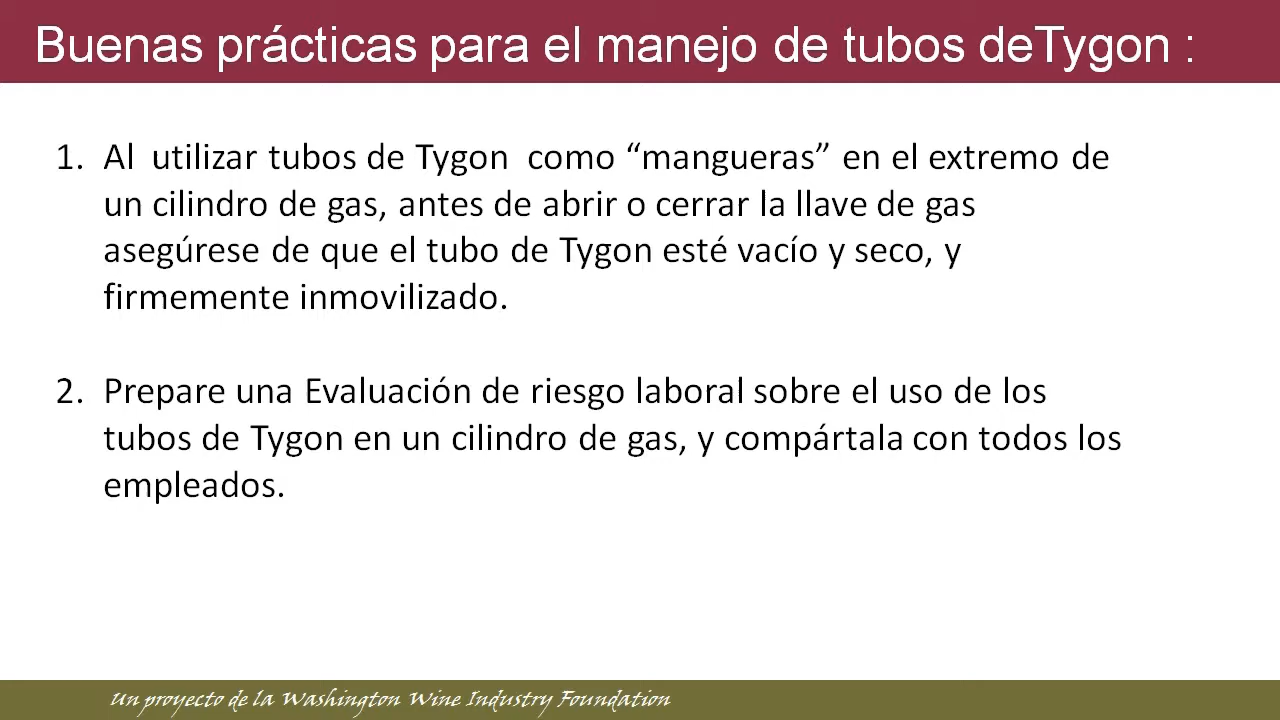 Buenas prácticas para el manejo de tubos deTygon :
1. Al utilizar tubos de Tygon como “mangueras” en el extremo de
un cilindro de gas, antes de abrir o cerrar la llave de gas
asegúrese de que el tubo de Tygon esté vacío y seco, y
firmemente inmovilizado.
2. Prepare una Evaluación de riesgo laboral sobre el uso de los
tubos de Tygon en un cilindro de gas, y compártala con todos los
empleados.
Un proyecto de la Washington Wine Industry Foundation